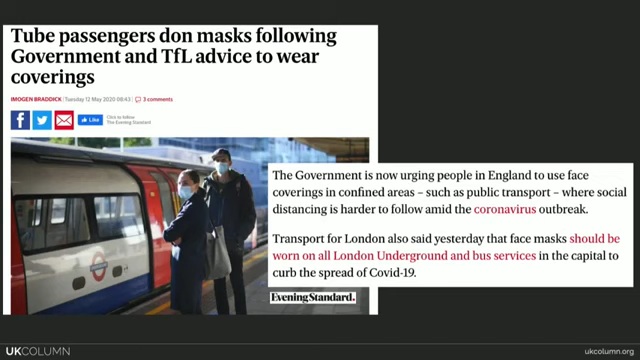 Tube passengers don masks following
Government and TfL advice to wear
coverings
IMOGEN BRADDICK | Tuesday 12 May 2020 08:43 | 3 comments
Like
Click to follow
The Evening Standard
The Government is now urging people in England to use face
coverings in confined areas – such as public transport – where social
distancing is harder to follow amid the coronavirus outbreak.
Transport for London also said yesterday that face masks should be
worn on all London Underground and bus services in the capital to
curb the spread of Covid-19.
Evening Standard.
UKCOLUMN
ukcolumn.org